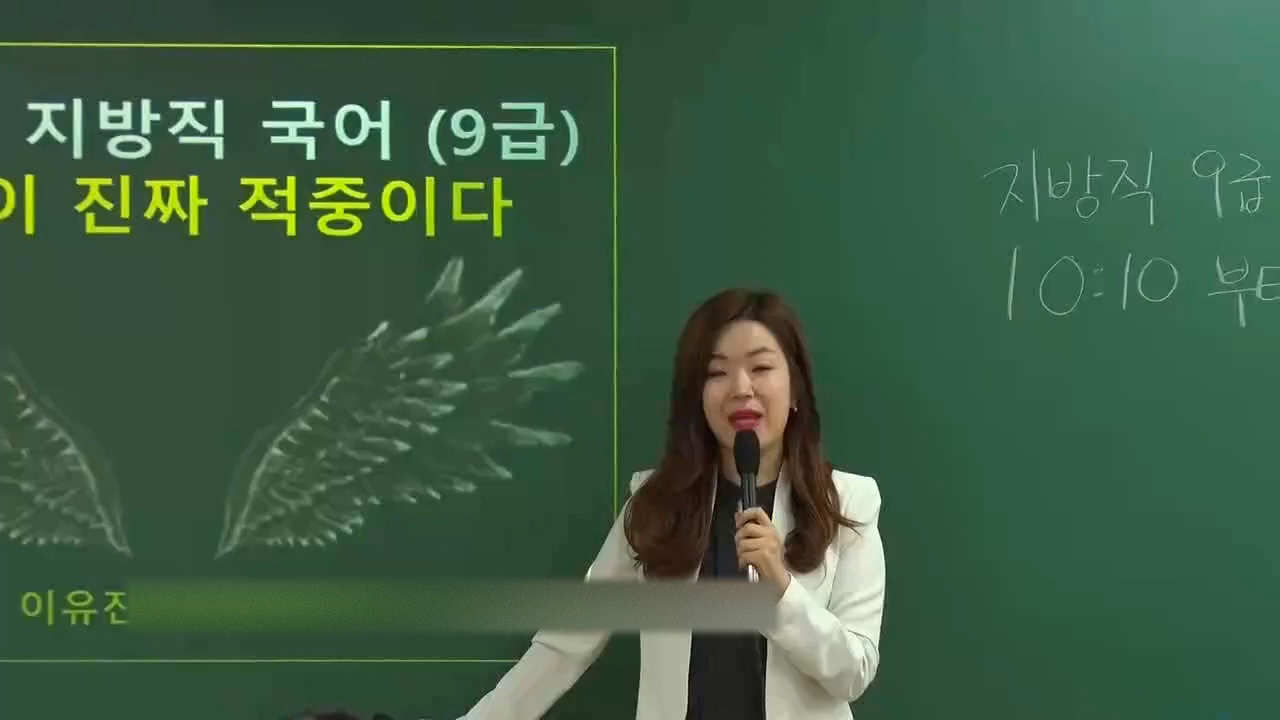 지방직 국어 (9급)
이 진짜 적중이다
이유진
지방직 9급
10:10 부터